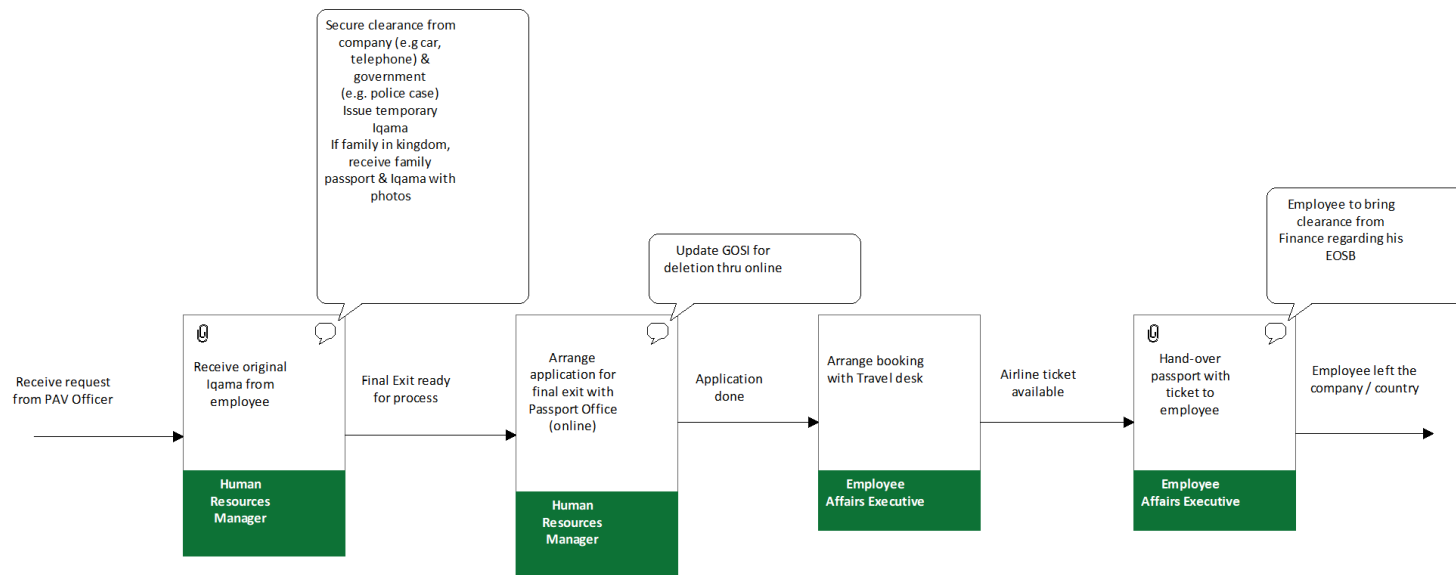 Secure clearance from
company (e.g car,
telephone) &
government
(e.g. police case)
Issue temporary
Iqama
If family in kingdom,
receive family
passport & Iqama with
photos
Update GOSI for
deletion thru online
Employee to bring
clearance from
Finance regarding his
EOSB
Receive request
from PAV Officer
Receive original
Iqama from
employee
Human
Resources
Manager
Final Exit ready
for process
Arrange
application for
final exit with
Passport Office
(online)
Human
Resources
Manager
Application
done
Arrange booking
with Travel desk
Employee
Affairs Executive
Airline ticket
available
Hand-over
passport with
ticket to
employee
Employee
Affairs Executive
Employee left the
company / country